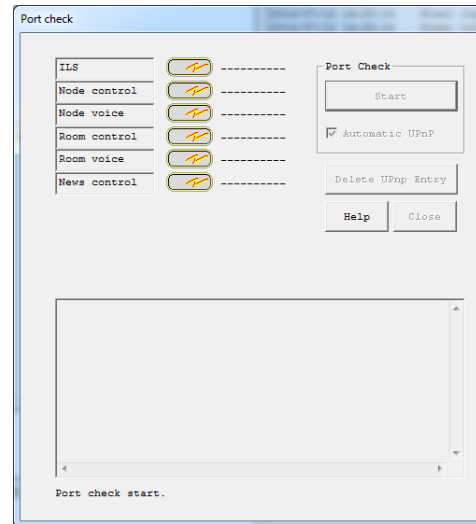 Port check
ILS ----------
Node control ----------
Node voice ----------
Room control ----------
Room voice ----------
News control ----------
Port Check
Start
Automatic UPnP
Delete UPnp Entry
Help Close
Port check start.